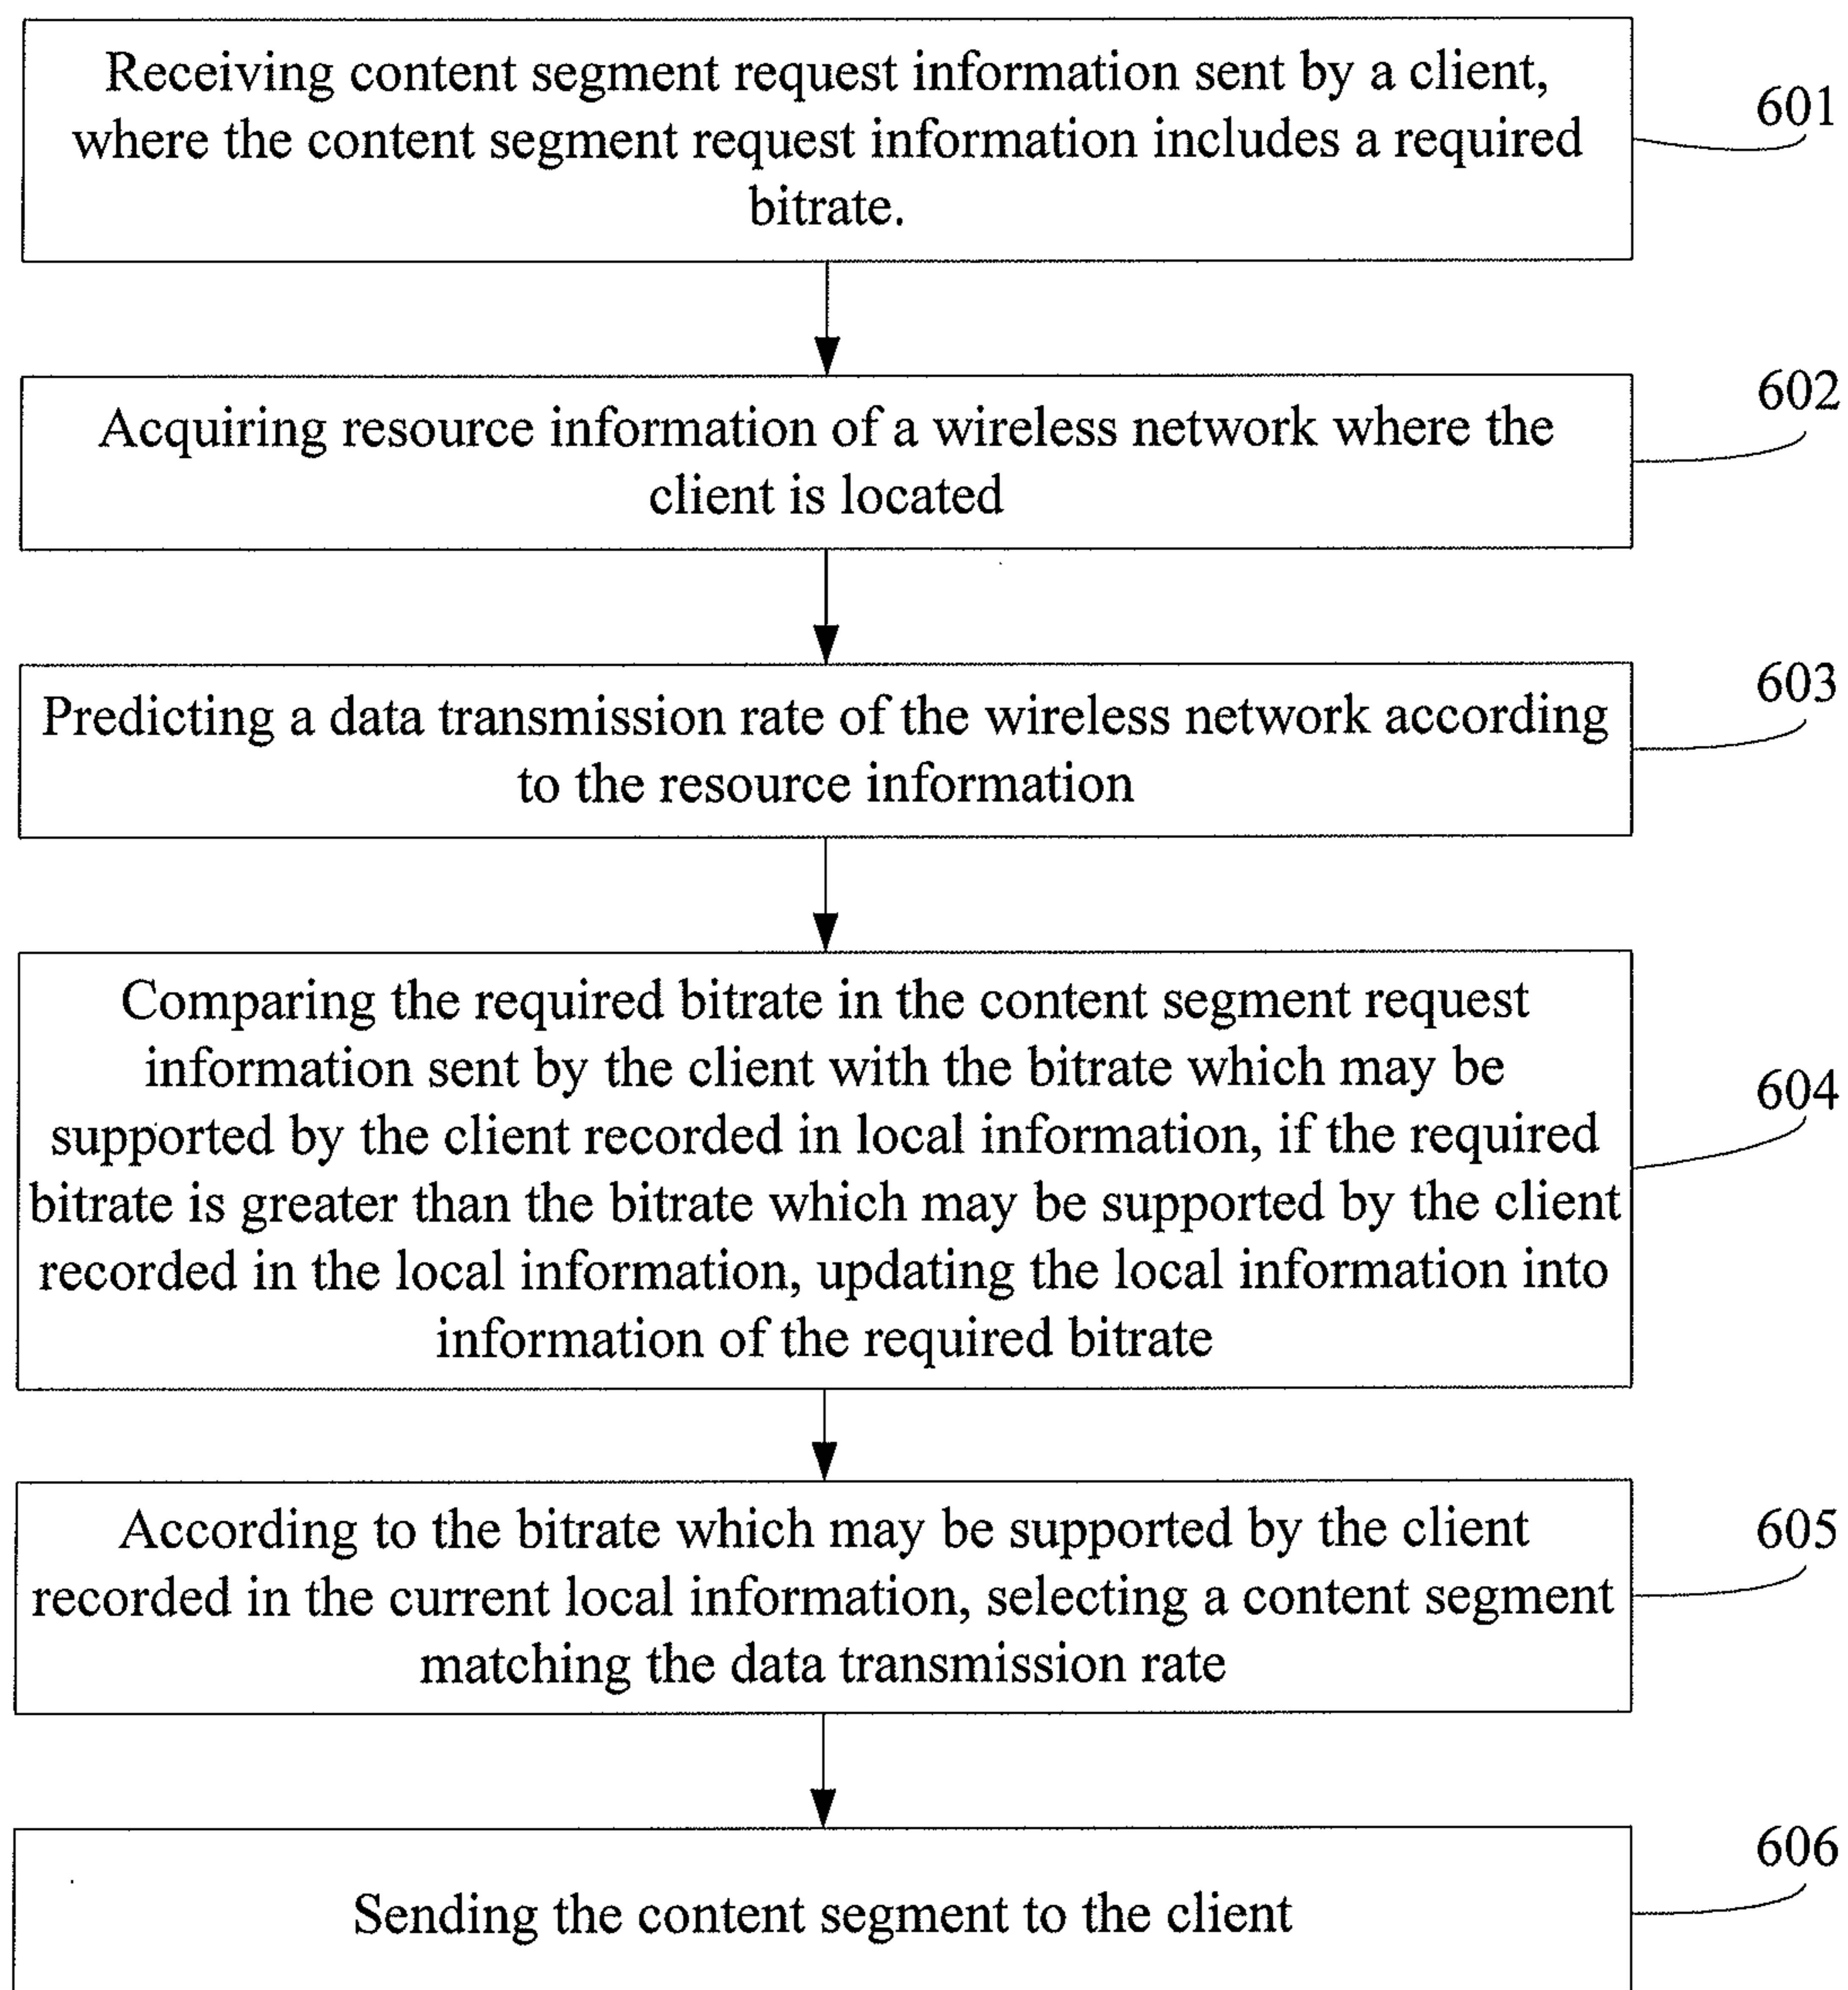 Receiving content segment request information sent by a client,
where the content segment request information includes a required
bitrate.
601
Acquiring resource information of a wireless network where the
client is located
602
Predicting a data transmission rate of the wireless network according
to the resource information
603
Comparing the required bitrate in the content segment request
information sent by the client with the bitrate which may be
supported by the client recorded in local information, if the required
bitrate is greater than the bitrate which may be supported by the client
recorded in the local information, updating the local information into
information of the required bitrate
604
According to the bitrate which may be supported by the client
recorded in the current local information, selecting a content segment
matching the data transmission rate
605
Sending the content segment to the client
606